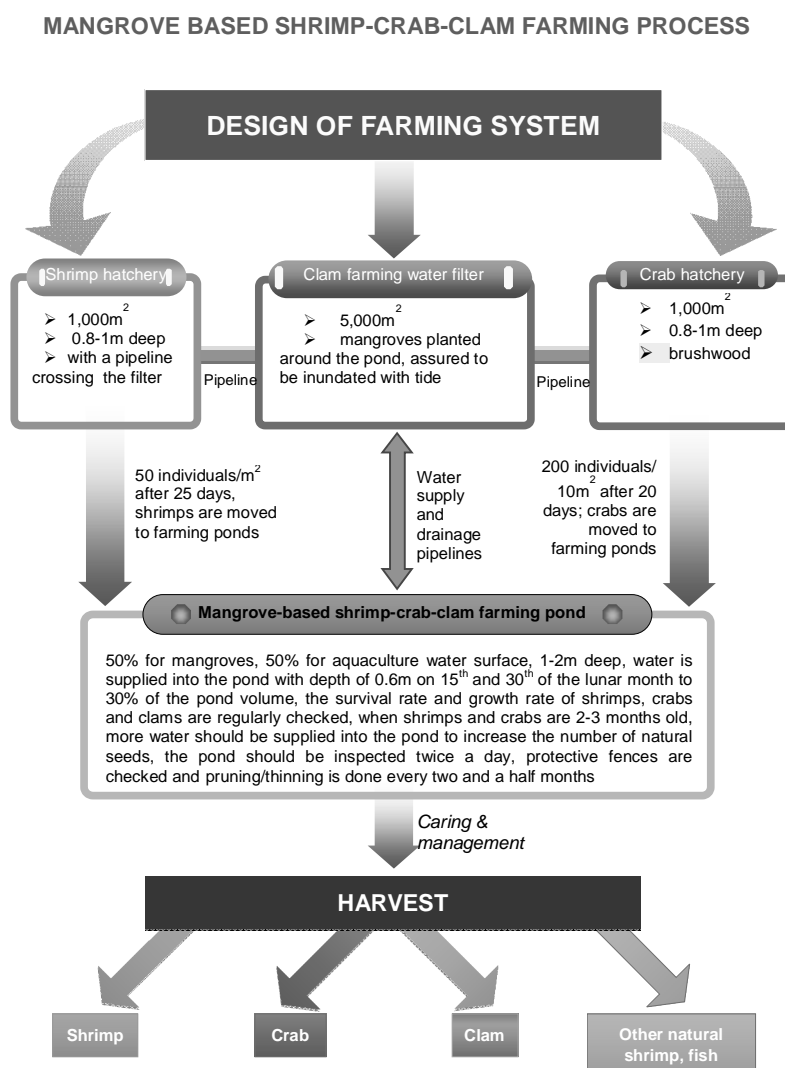 MANGROVE BASED SHRIMP-CRAB-CLAM FARMING PROCESS
DESIGN OF FARMING SYSTEM
Shrimp hatchery
➢ 1,000m²
➢ 0.8-1m deep
➢ with a pipeline
crossing the filter
Pipeline
Clam farming water filter
➢ 5,000m²
➢ mangroves planted
around the pond, assured to
be inundated with tide
Pipeline
Crab hatchery
➢ 1,000m²
➢ 0.8-1m deep
➢ brushwood
50 individuals/m²
after 25 days,
shrimps are moved
to farming ponds
Water
supply
and
drainage
pipelines
200 individuals/
10m² after 20
days; crabs are
moved to
farming ponds
Mangrove-based shrimp-crab-clam farming pond
50% for mangroves, 50% for aquaculture water surface, 1-2m deep, water is
supplied into the pond with depth of 0.6m on 15th and 30th of the lunar month to
30% of the pond volume, the survival rate and growth rate of shrimps, crabs
and clams are regularly checked, when shrimps and crabs are 2-3 months old,
more water should be supplied into the pond to increase the number of natural
seeds, the pond should be inspected twice a day, protective fences are
checked and pruning/thinning is done every two and a half months
Caring &
management
HARVEST
Shrimp
Crab
Clam
Other natural
shrimp, fish